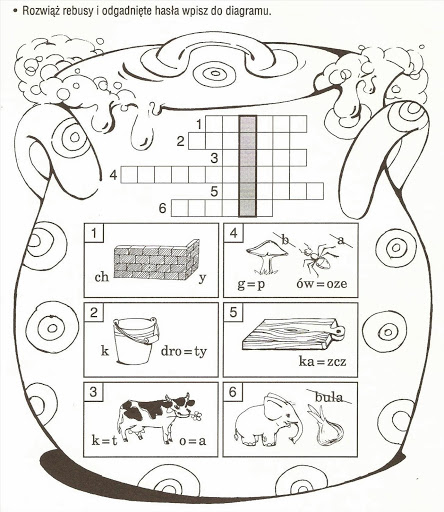 • Rozwiąż rebusy i odgadnięte hasła wpisz do diagramu.
1
2
3
4
5
6
1
ch y
4
b a
g=p ów=oze
2
k dro=ty
5
ka=zcz
3
k=t o=a
6
buła